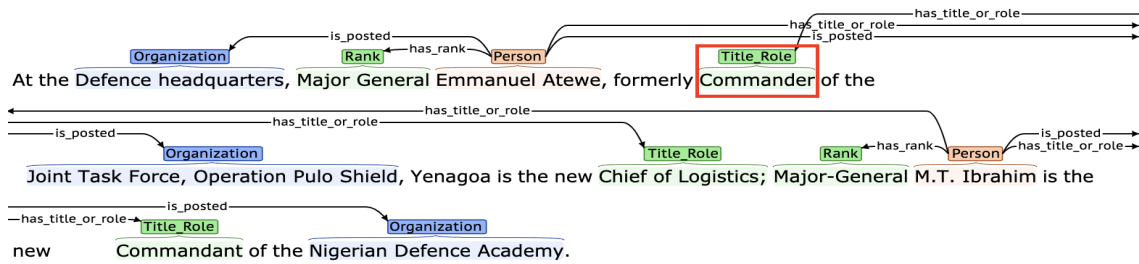 has_title_or_role
has_title_or_role
is_posted is_posted
Organization has_rank Rank Person Title_Role
At the Defence headquarters, Major General Emmanuel Atewe, formerly Commander of the
has_title_or_role
has_title_or_role
is_posted is_posted
Organization Title_Role Rank has_rank Person has_title_or_role
Joint Task Force, Operation Pulo Shield, Yenagoa is the new Chief of Logistics; Major-General M.T. Ibrahim is the
is_posted
has_title_or_role Title_Role Organization
new Commandant of the Nigerian Defence Academy.